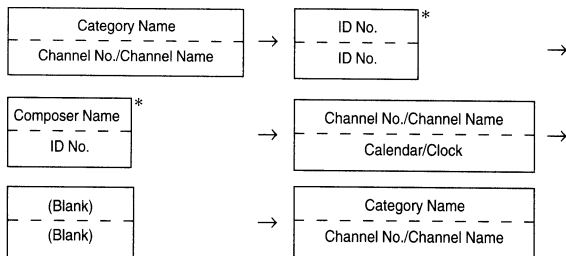 Category Name
Channel No./Channel Name
→
ID No.
ID No.
*
→
Composer Name
ID No.
*
→
Channel No./Channel Name
Calendar/Clock
→
(Blank)
(Blank)
→
Category Name
Channel No./Channel Name